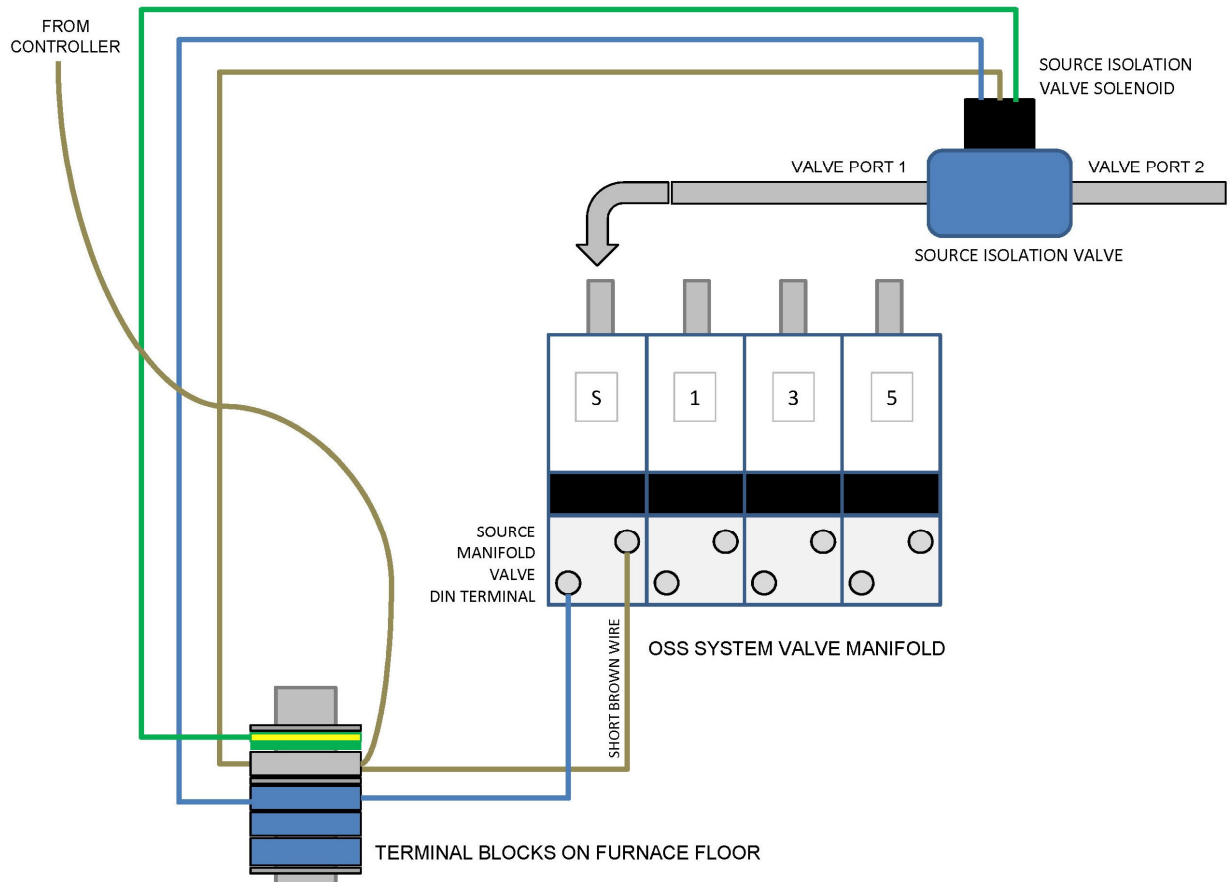 FROM
CONTROLLER
SOURCE ISOLATION
VALVE SOLENOID
VALVE PORT 1
VALVE PORT 2
SOURCE ISOLATION VALVE
S
1
3
5
SOURCE
MANIFOLD
VALVE
DIN TERMINAL
SHORT BROWN WIRE
OSS SYSTEM VALVE MANIFOLD
TERMINAL BLOCKS ON FURNACE FLOOR